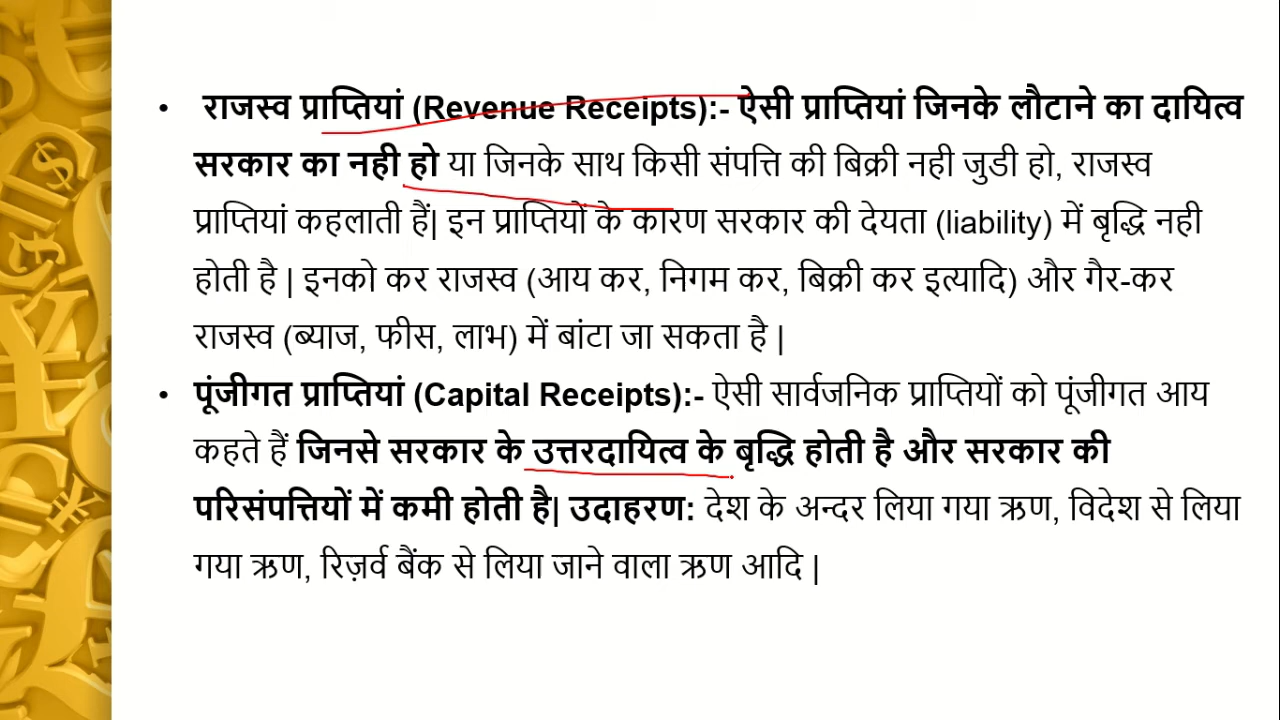 • राजस्व प्राप्तियां (Revenue Receipts):- ऐसी प्राप्तियां जिनके लौटाने का दायित्व
सरकार का नही हो या जिनके साथ किसी संपत्ति की बिक्री नही जुडी हो, राजस्व
प्राप्तियां कहलाती हैं| इन प्राप्तियों के कारण सरकार की देयता (liability) में बृद्धि नही
होती है | इनको कर राजस्व (आय कर, निगम कर, बिक्री कर इत्यादि) और गैर-कर
राजस्व (ब्याज, फीस, लाभ) में बांटा जा सकता है |
• पूंजीगत प्राप्तियां (Capital Receipts):- ऐसी सार्वजनिक प्राप्तियों को पूंजीगत आय
कहते हैं जिनसे सरकार के उत्तरदायित्व के बृद्धि होती है और सरकार की
परिसंपत्तियों में कमी होती है| उदाहरण: देश के अन्दर लिया गया ऋण, विदेश से लिया
गया ऋण, रिज़र्व बैंक से लिया जाने वाला ऋण आदि |